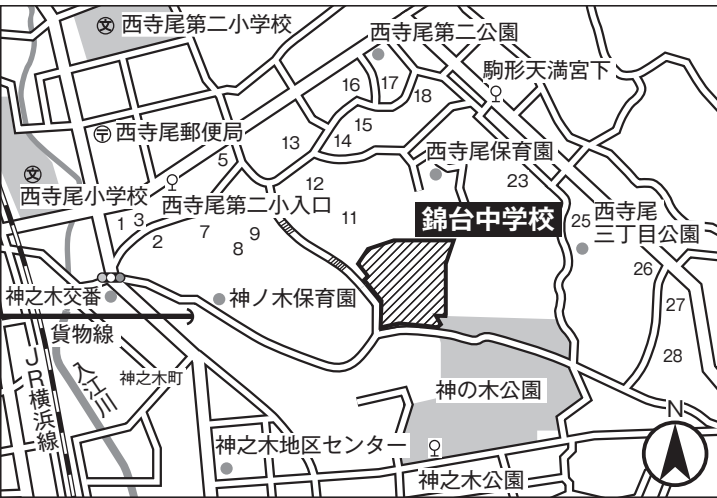 文 西寺尾第二小学校
西寺尾第二公園
駒形天満宮下
16
17
18
〒 西寺尾郵便局
13
14
15
5
西寺尾保育園
文
西寺尾小学校
西寺尾第二小入口
12
23
1
3
2
7
8
9
11
錦台中学校
25
西寺尾
三丁目公園
26
神之木交番
神ノ木保育園
27
貨物線
28
JR横浜線
入江川
神之木町
神の木公園
N
神之木地区センター
神之木公園